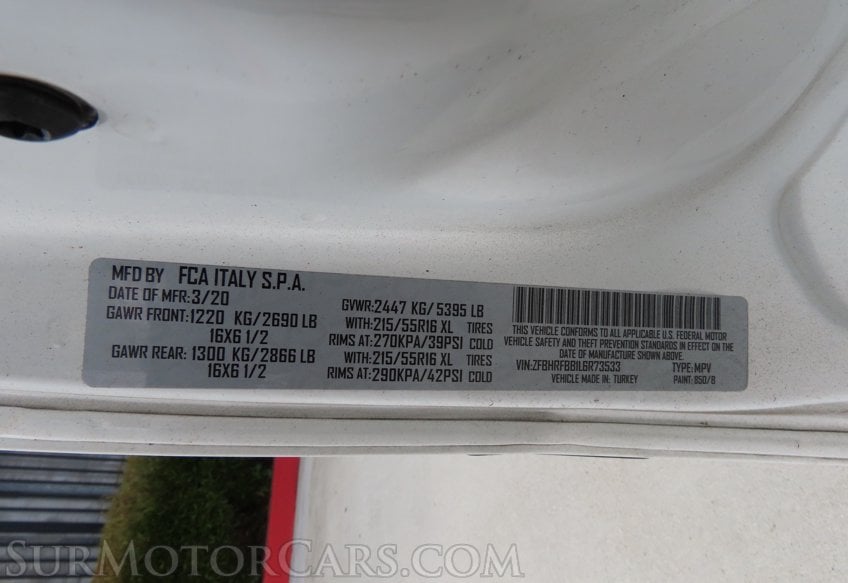 MFD BY FCA ITALY S.P.A.
DATE OF MFR: 3/20
GAWR FRONT: 1220 KG/2690 LB
16X6 1/2
GAWR REAR: 1300 KG/2866 LB
16X6 1/2
GVWR: 2447 KG/ 5395 LB
WITH: 215/55R16 XL TIRES
RIMS AT: 270KPA/39PSI COLD
WITH: 215/55R16 XL TIRES
RIMS AT: 290KPA/42PSI COLD
THIS VEHICLE CONFORMS TO ALL APPLICABLE U.S. FEDERAL MOTOR
VEHICLE SAFETY AND THEFT PREVENTION STANDARDS IN EFFECT ON THE
DATE OF MANUFACTURE SHOWN ABOVE.
VIN: ZFBHRFBB1L6R73533 TYPE: MPV
VEHICLE MADE IN: TURKEY PAINT: 850/B
SURMOTORCARS.COM